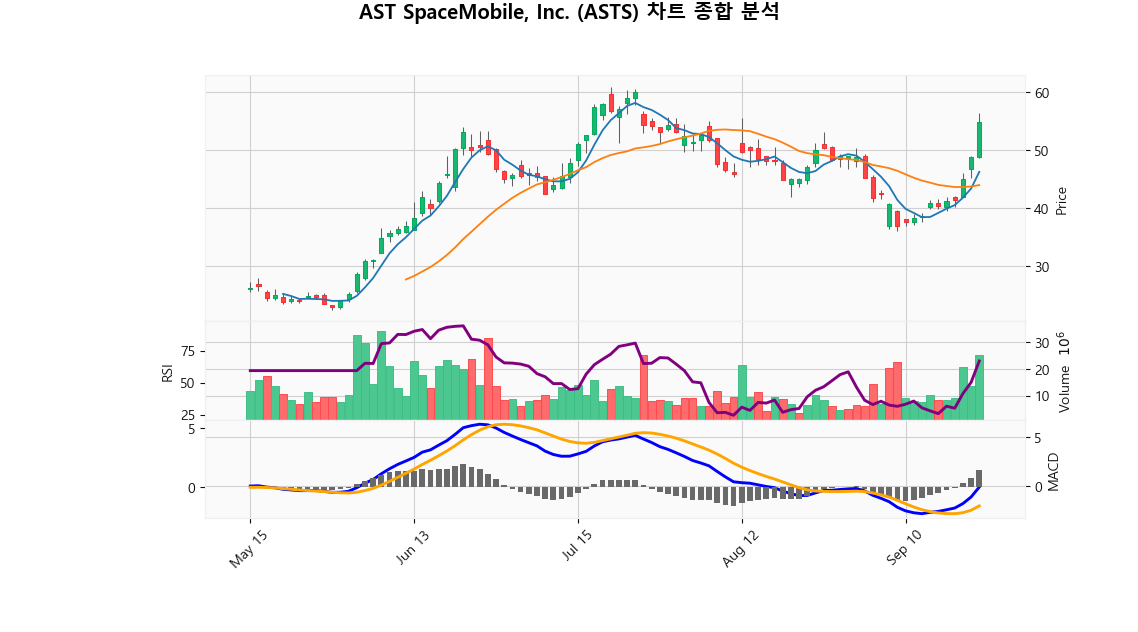 AST SpaceMobile, Inc. (ASTS) 차트 종합 분석
60
50
40
30
Price
75
50
25
RSI
30
20
10
Volume 10^6
5
0
5
0
MACD
May 15
Jun 13
Jul 15
Aug 12
Sep 10